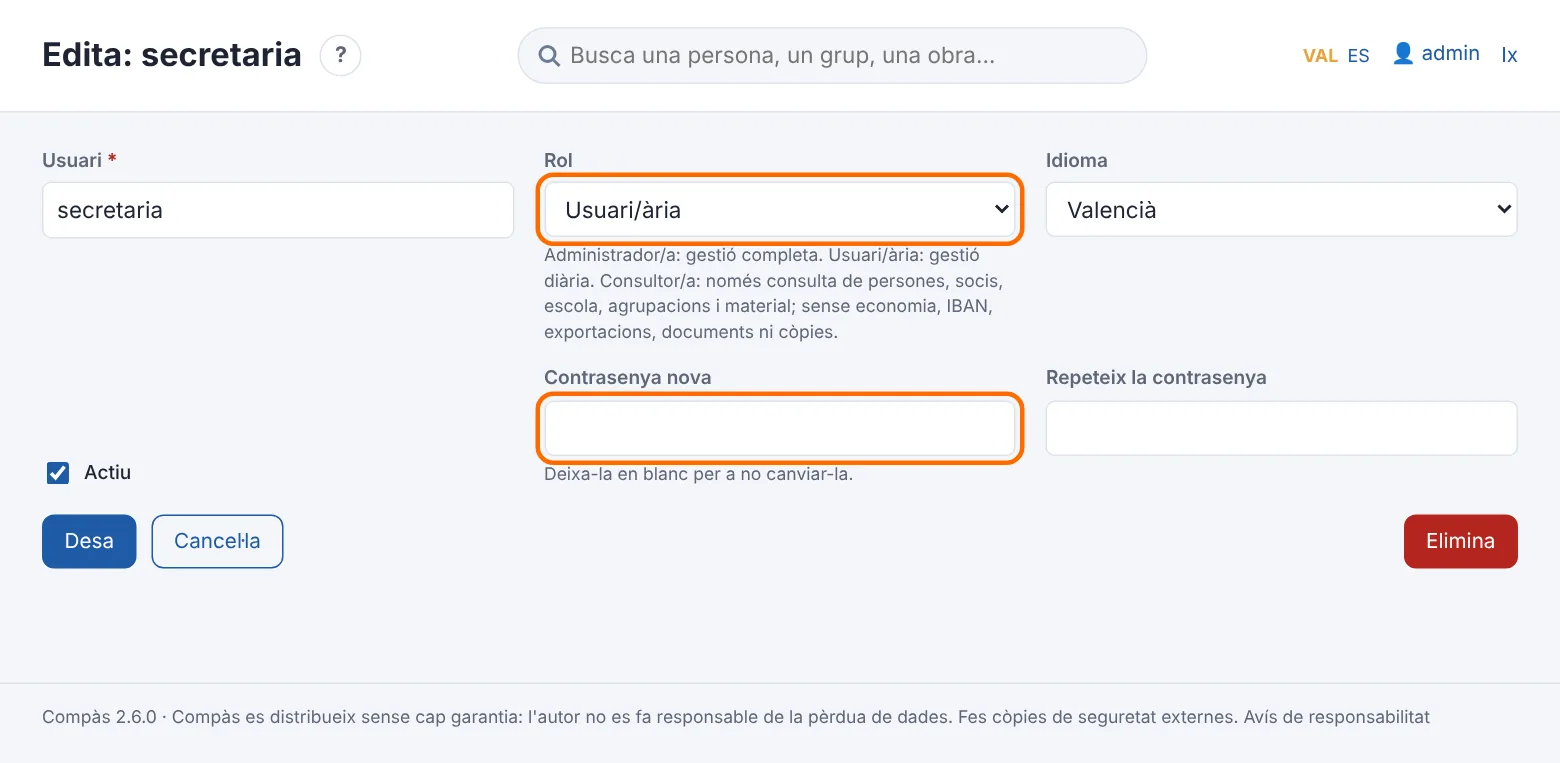 Edita: secretaria
?
Busca una persona, un grup, una obra...
VAL ES
admin
Ix
Usuari *
Rol
Idioma
secretaria
Usuari/ària
Valencià
Administrador/a: gestió completa. Usuari/ària: gestió
diària. Consultor/a: només consulta de persones, socis,
escola, agrupacions i material; sense economia, IBAN,
exportacions, documents ni còpies.
Contrasenya nova
Repeteix la contrasenya
Actiu
Deixa-la en blanc per a no canviar-la.
Desa
Cancel·la
Elimina
Compàs 2.6.0 · Compàs es distribueix sense cap garantia: l'autor no es fa responsable de la pèrdua de dades. Fes còpies de seguretat externes. Avís de responsabilitat